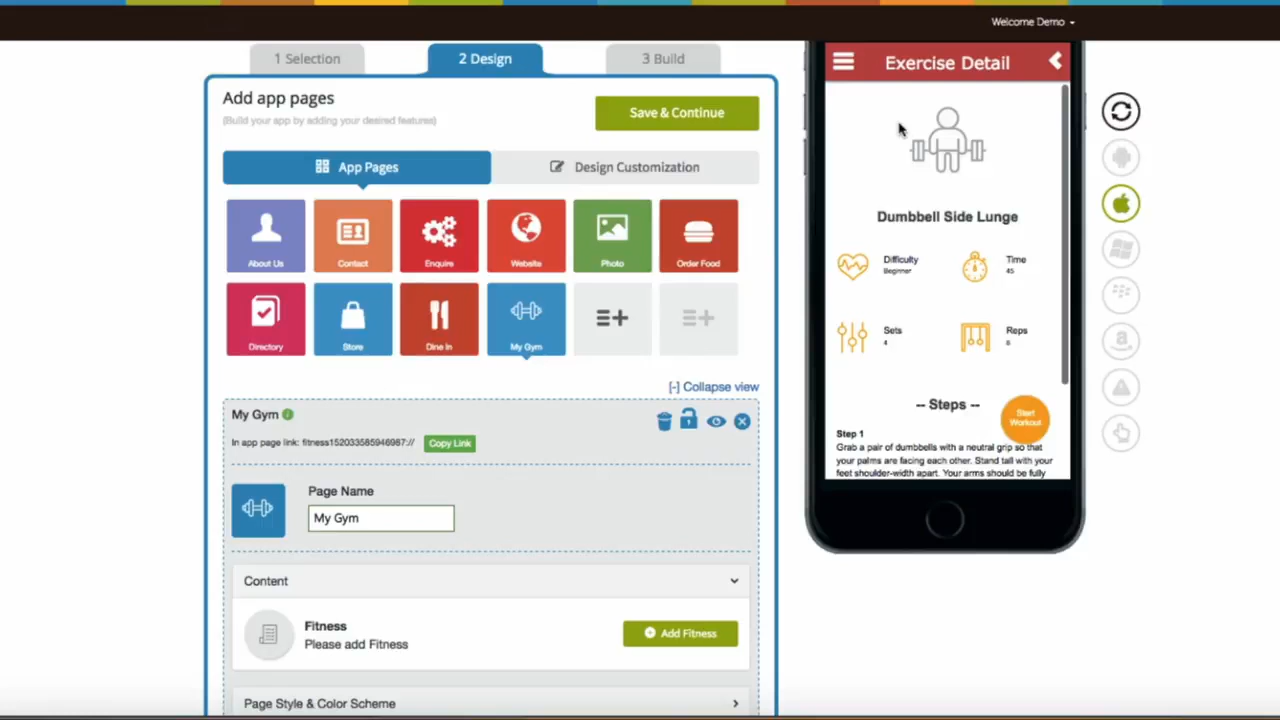 Welcome Demo
1 Selection
2 Design
3 Build
Add app pages
(Build your app by adding your desired features)
Save & Continue
App Pages
Design Customization
About Us
Contact
Enquire
Website
Photo
Order Food
Directory
Store
Dine In
My Gym
[-] Collapse view
My Gym
In app page link: fitness152033585946987://
Copy Link
Page Name
My Gym
Content
Fitness
Please add Fitness
Add Fitness
Page Style & Color Scheme
Exercise Detail
Dumbbell Side Lunge
Difficulty
Beginner
Time
45
Sets
4
Reps
8
-- Steps --
Start
Workout
Step 1
Grab a pair of dumbbells with a neutral grip so that
your palms are facing each other. Stand tall with your
feet shoulder-width apart. Your arms should be fully